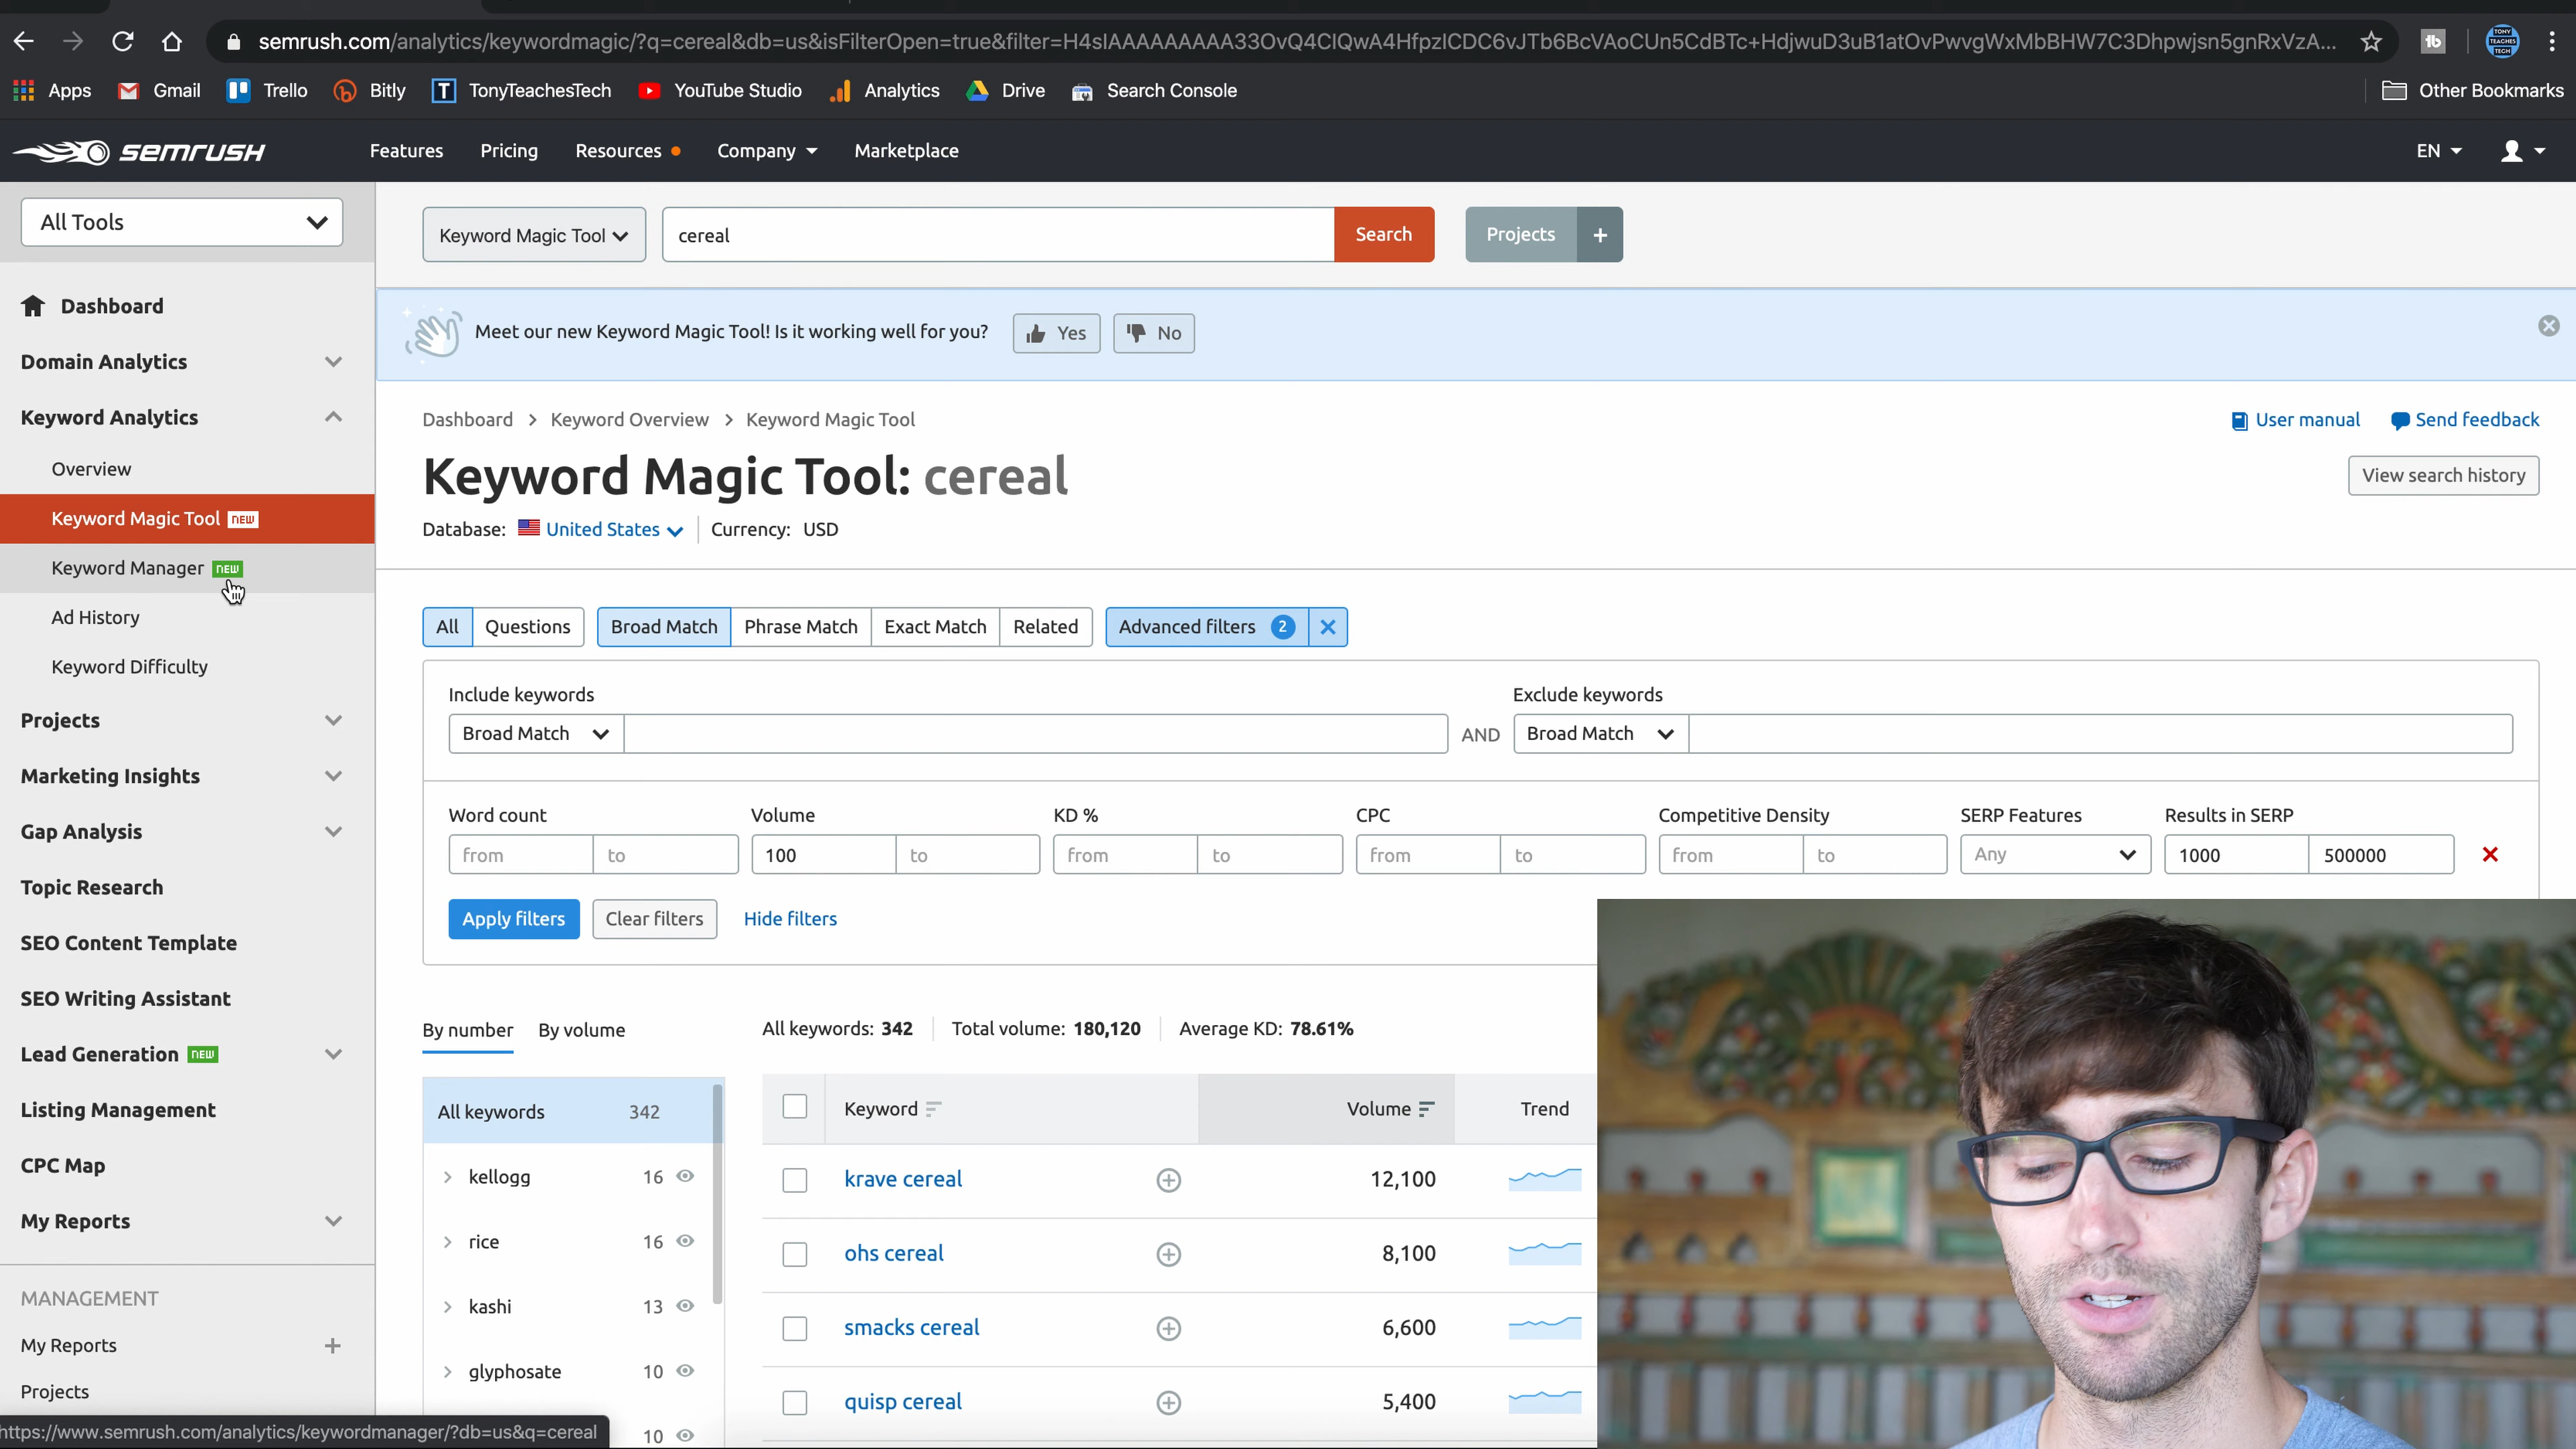 semrush.com/analytics/keywordmagic/?q=cereal&db=us&isFilterOpen=true&filter=H4sIAAAAAAAAA33OvQ4CIQwA4HfpzICDC6vJTb6BcVAoCUn5CdBTc+HdjwuD3uB1atOvPwvgWxMbBHW7C3Dhpwjsn5gnRxVzA...
Apps Gmail Trello Bitly TonyTeachesTech YouTube Studio Analytics Drive Search Console Other Bookmarks
semrush Features Pricing Resources Company Marketplace EN
All Tools
Keyword Magic Tool cereal Search Projects +
Dashboard
Meet our new Keyword Magic Tool! Is it working well for you? Yes No
Domain Analytics
Keyword Analytics
Dashboard > Keyword Overview > Keyword Magic Tool User manual Send feedback
Overview
Keyword Magic Tool: cereal View search history
Keyword Magic Tool new
Database: United States Currency: USD
Keyword Manager new
Ad History
All Questions Broad Match Phrase Match Exact Match Related Advanced filters 2
Keyword Difficulty
Include keywords Exclude keywords
Projects
Broad Match AND Broad Match
Marketing Insights
Word count Volume KD % CPC Competitive Density SERP Features Results in SERP
Gap Analysis
from to 100 to from to from to from to Any 1000 500000
Topic Research
Apply filters Clear filters Hide filters
SEO Content Template
SEO Writing Assistant
By number By volume All keywords: 342 Total volume: 180,120 Average KD: 78.61%
Lead Generation new
Listing Management
All keywords 342 Keyword Volume Trend
CPC Map
kellogg 16 krave cereal 12,100
My Reports
rice 16 ohs cereal 8,100
MANAGEMENT
kashi 13 smacks cereal 6,600
My Reports +
glyphosate 10 quisp cereal 5,400
Projects
https://www.semrush.com/analytics/keywordmanager/?db=us&q=cereal 10
TONY TEACHES TECH